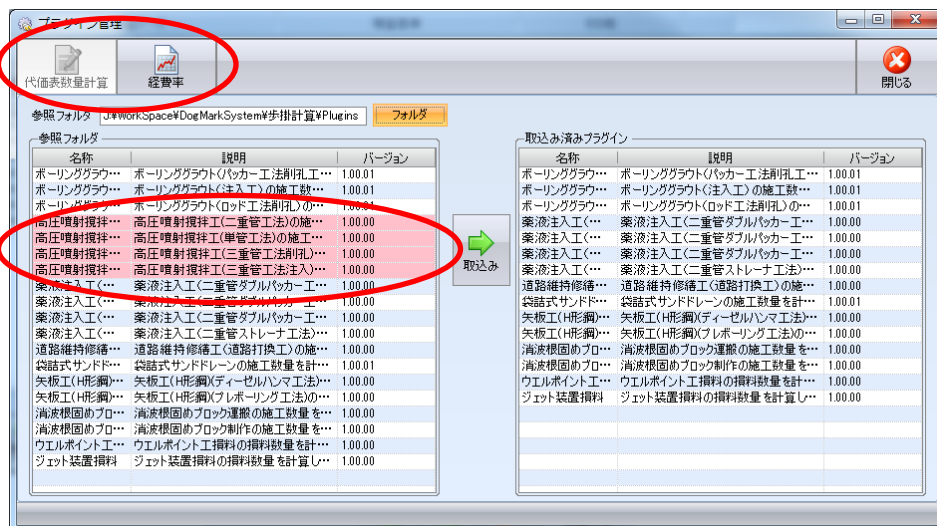 プラグイン管理
代価表数量計算
経費率
閉じる
参照フォルダ J:¥WorkSpace¥DogMarkSystem¥歩掛計算¥Plugins フォルダ
参照フォルダ
名称 説明 バージョン
ボーリンググラウ… ボーリンググラウト(パッカー工法削孔工… 1.00.01
ボーリンググラウ… ボーリンググラウト(注入工)の施工数… 1.00.01
ボーリンググラウ… ボーリンググラウト(ロッド工法削孔)の… 1.00.01
高圧噴射撹拌… 高圧噴射撹拌工(二重管工法)の施… 1.00.00
高圧噴射撹拌… 高圧噴射撹拌工(単管工法)の施工… 1.00.00
高圧噴射撹拌… 高圧噴射撹拌工(三重管工法削孔)… 1.00.00
高圧噴射撹拌… 高圧噴射撹拌工(三重管工法注入)… 1.00.00
薬液注入工(… 薬液注入工(二重管ダブルパッカー工… 1.00.00
薬液注入工(… 薬液注入工(二重管ダブルパッカー工… 1.00.00
薬液注入工(… 薬液注入工(二重管ダブルパッカー工… 1.00.00
薬液注入工(… 薬液注入工(二重管ストレーナ工法)… 1.00.00
道路維持修繕… 道路維持修繕工(道路打換工)の施… 1.00.00
袋詰式サンドド… 袋詰式サンドドレーンの施工数量を計… 1.00.01
矢板工(H形鋼)… 矢板工(H形鋼)(ディーゼルハンマ工法)… 1.00.00
矢板工(H形鋼)… 矢板工(H形鋼)(プレボーリング工法)の… 1.00.00
消波根固めブロ… 消波根固めブロック運搬の施工数量を… 1.00.00
消波根固めブロ… 消波根固めブロック制作の施工数量を… 1.00.00
ウエルポイント工… ウエルポイント工損料の損料数量を計… 1.00.00
ジェット装置損料 ジェット装置損料の損料数量を計算し… 1.00.00
取込み
取込み済みプラグイン
名称 説明 バージョン
ボーリンググラウ… ボーリンググラウト(パッカー工法削孔工… 1.00.01
ボーリンググラウ… ボーリンググラウト(注入工)の施工数… 1.00.01
ボーリンググラウ… ボーリンググラウト(ロッド工法削孔)の… 1.00.01
薬液注入工(… 薬液注入工(二重管ダブルパッカー工… 1.00.00
薬液注入工(… 薬液注入工(二重管ダブルパッカー工… 1.00.00
薬液注入工(… 薬液注入工(二重管ダブルパッカー工… 1.00.00
薬液注入工(… 薬液注入工(二重管ストレーナ工法)… 1.00.00
道路維持修繕… 道路維持修繕工(道路打換工)の施… 1.00.00
袋詰式サンドド… 袋詰式サンドドレーンの施工数量を計… 1.00.01
矢板工(H形鋼)… 矢板工(H形鋼)(ディーゼルハンマ工法)… 1.00.00
矢板工(H形鋼)… 矢板工(H形鋼)(プレボーリング工法)の… 1.00.00
消波根固めブロ… 消波根固めブロック運搬の施工数量を… 1.00.00
消波根固めブロ… 消波根固めブロック制作の施工数量を… 1.00.00
ウエルポイント工… ウエルポイント工損料の損料数量を計… 1.00.00
ジェット装置損料 ジェット装置損料の損料数量を計算し… 1.00.00